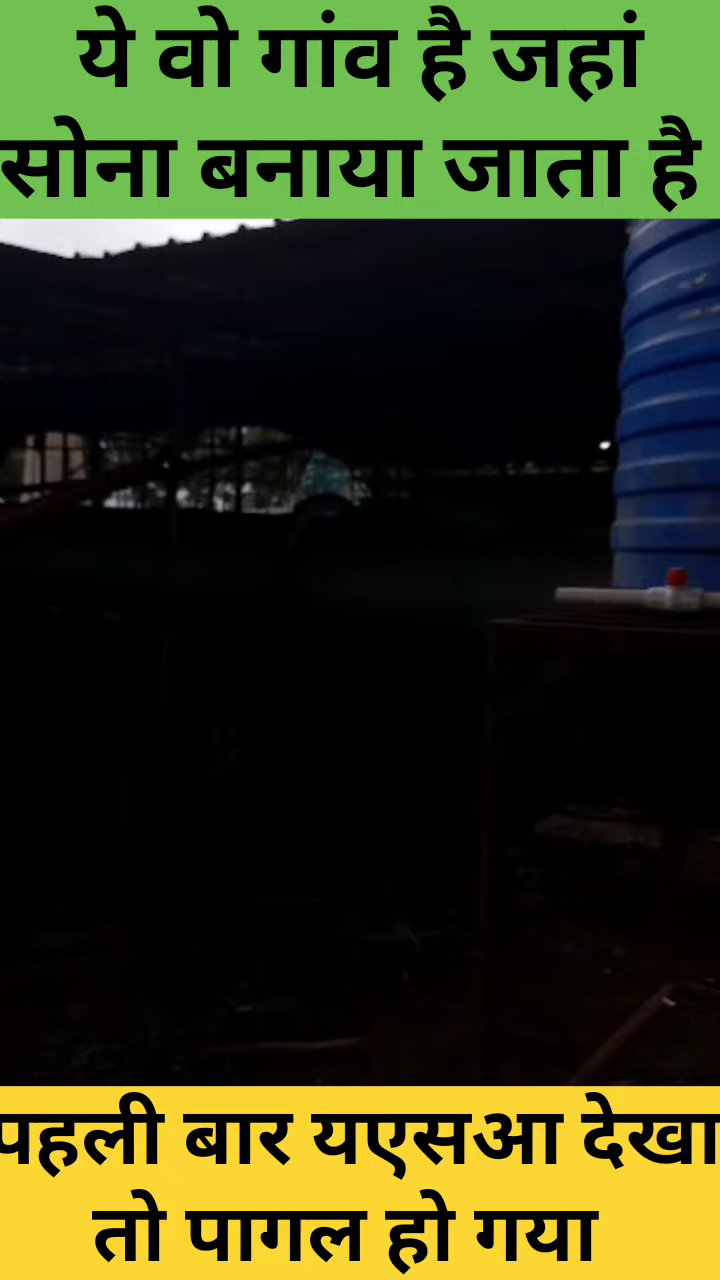 ये वो गांव है जहां
सोना बनाया जाता है
पहली बार यएसआ देखा
तो पागल हो गया